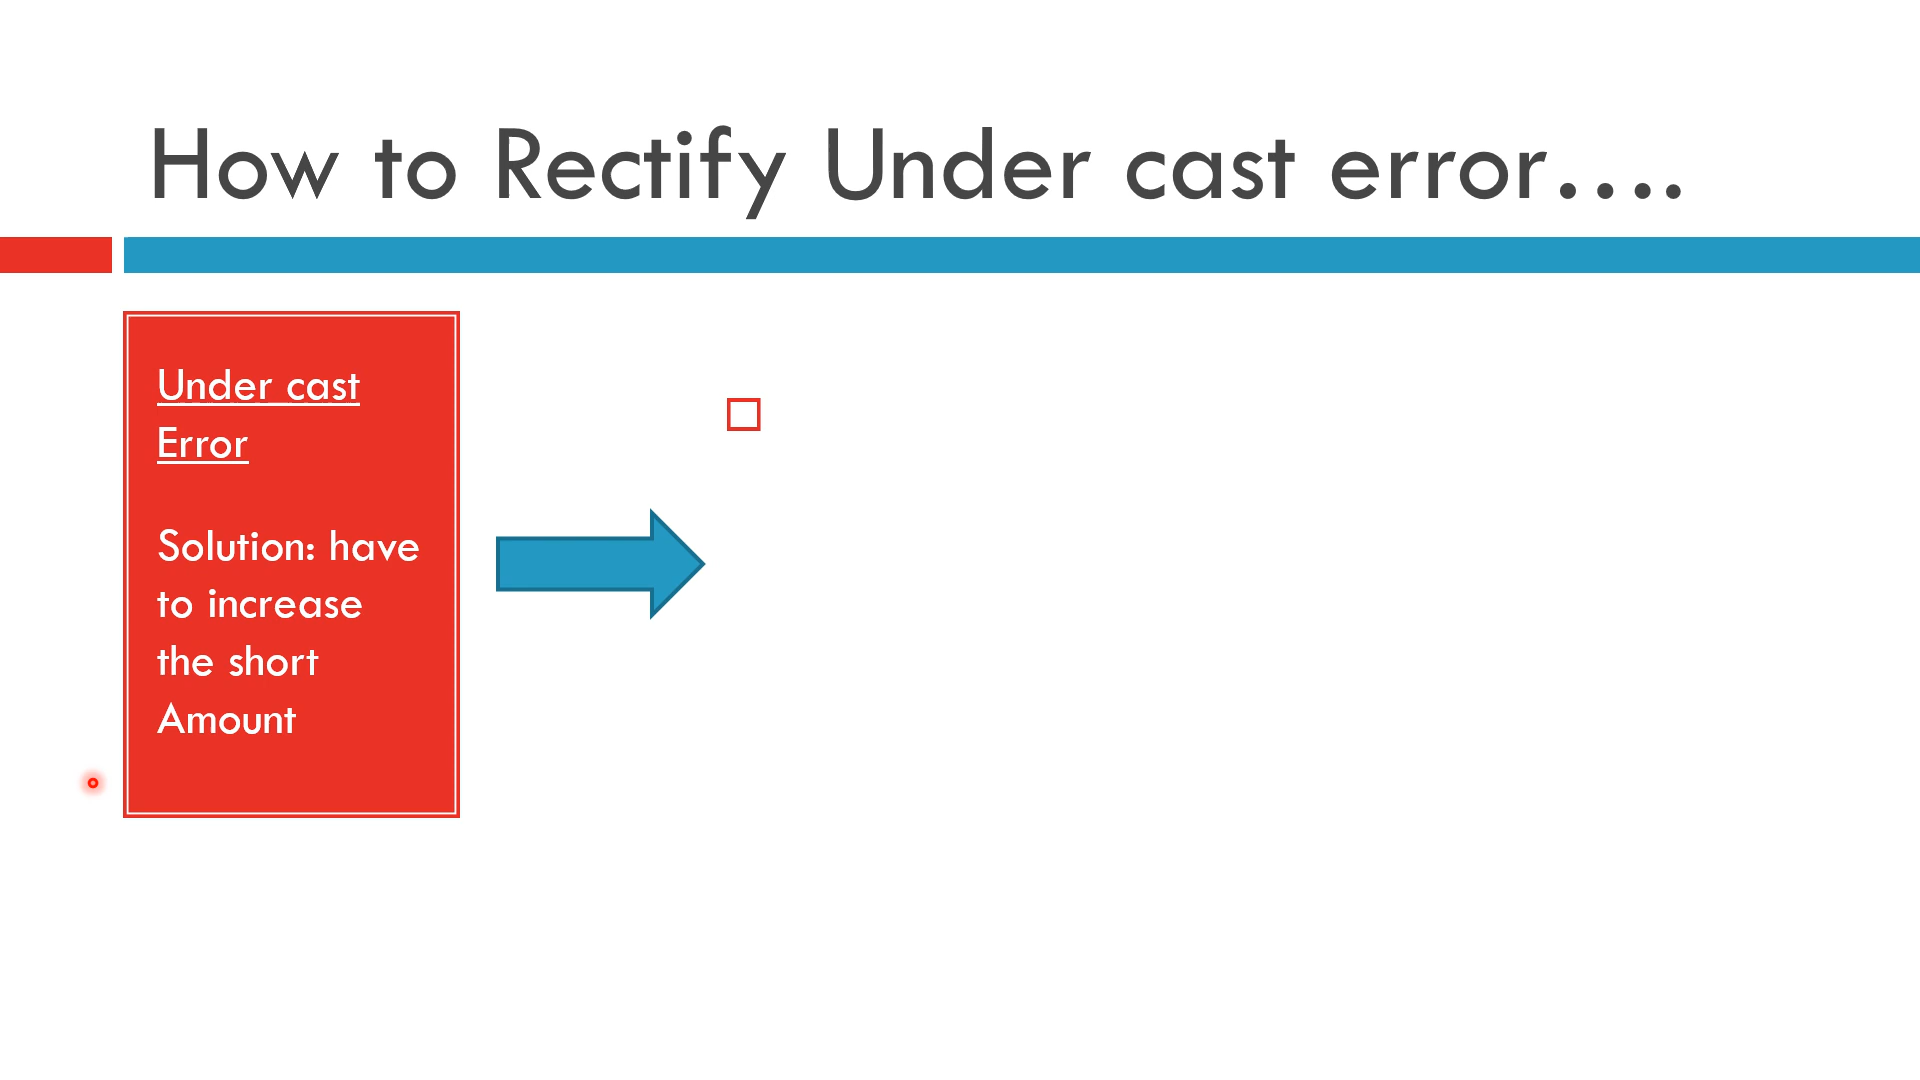 How to Rectify Under cast error....
Under cast
Error
Solution: have
to increase
the short
Amount